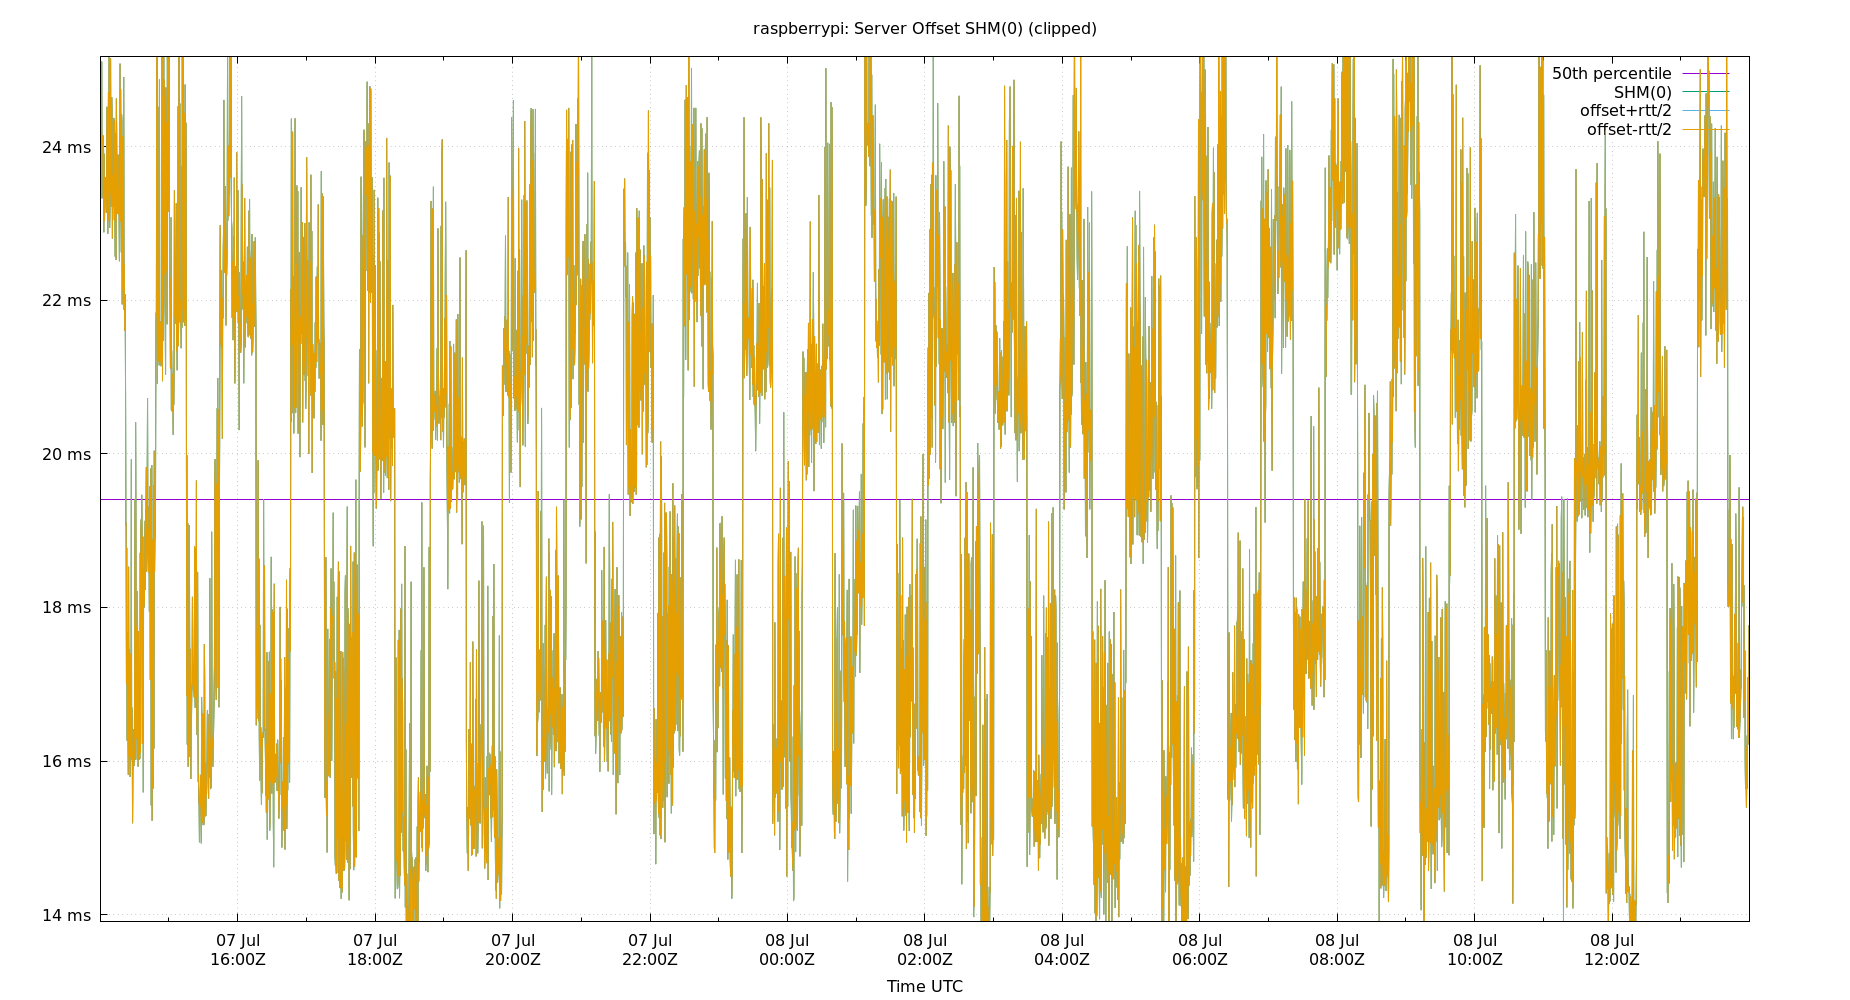 raspberrypi: Server Offset SHM(0) (clipped)
50th percentile
SHM(0)
offset+rtt/2
offset-rtt/2
24 ms
22 ms
20 ms
18 ms
16 ms
14 ms
07 Jul 07 Jul 07 Jul 07 Jul 08 Jul 08 Jul 08 Jul 08 Jul 08 Jul 08 Jul 08 Jul
16:00Z 18:00Z 20:00Z 22:00Z 00:00Z 02:00Z 04:00Z 06:00Z 08:00Z 10:00Z 12:00Z
Time UTC